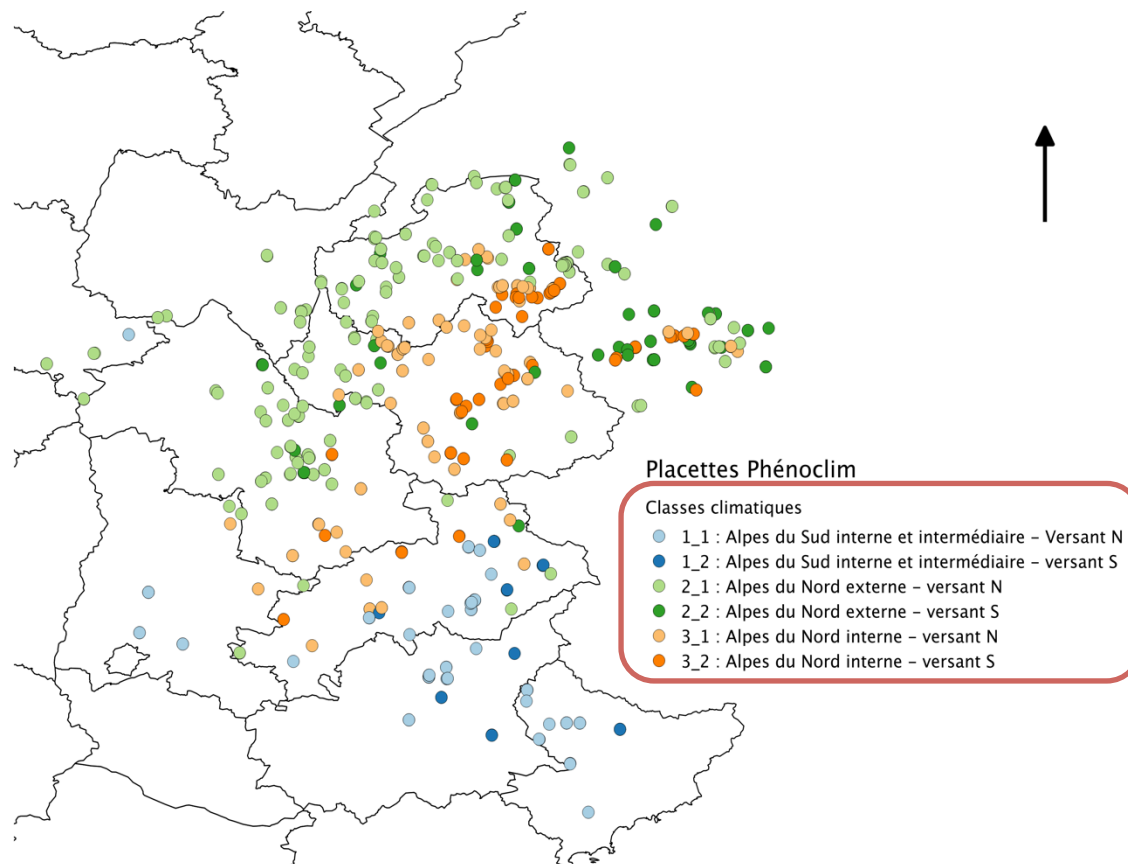 Placettes Phénoclim
Classes climatiques
1_1 : Alpes du Sud interne et intermédiaire – Versant N
1_2 : Alpes du Sud interne et intermédiaire – versant S
2_1 : Alpes du Nord externe – versant N
2_2 : Alpes du Nord externe – versant S
3_1 : Alpes du Nord interne – versant N
3_2 : Alpes du Nord interne – versant S